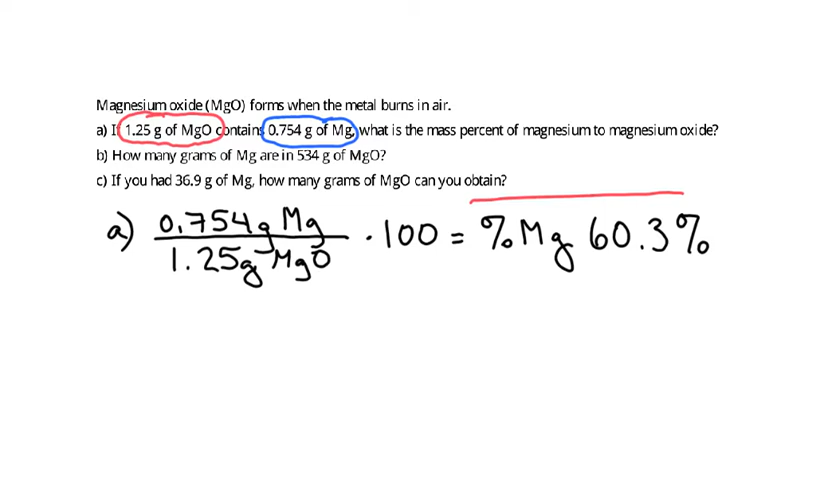 Magnesium oxide (MgO) forms when the metal burns in air.
a) If 1.25 g of MgO contains 0.754 g of Mg, what is the mass percent of magnesium to magnesium oxide?
b) How many grams of Mg are in 534 g of MgO?
c) If you had 36.9 g of Mg, how many grams of MgO can you obtain?
a) 0.754g Mg
1.25g MgO · 100 = %Mg 60.3%